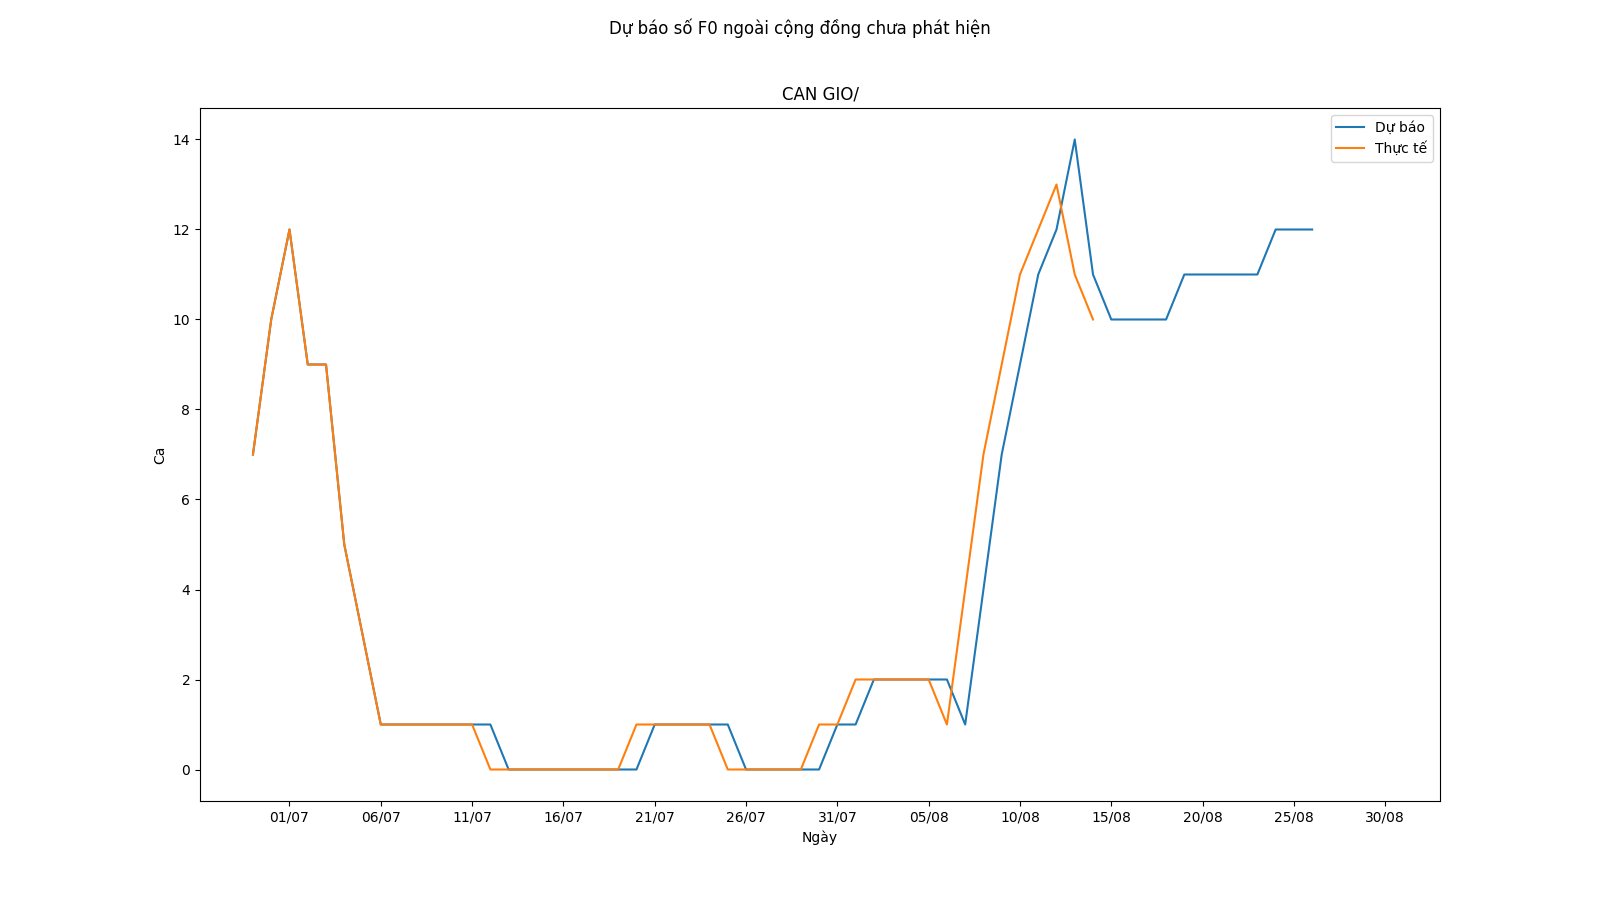 Dự báo số F0 ngoài cộng đồng chưa phát hiện
CAN GIO/
Dự báo
Thực tế
14
12
10
8
6
4
2
0
Ca
01/07 06/07 11/07 16/07 21/07 26/07 31/07 05/08 10/08 15/08 20/08 25/08 30/08
Ngày